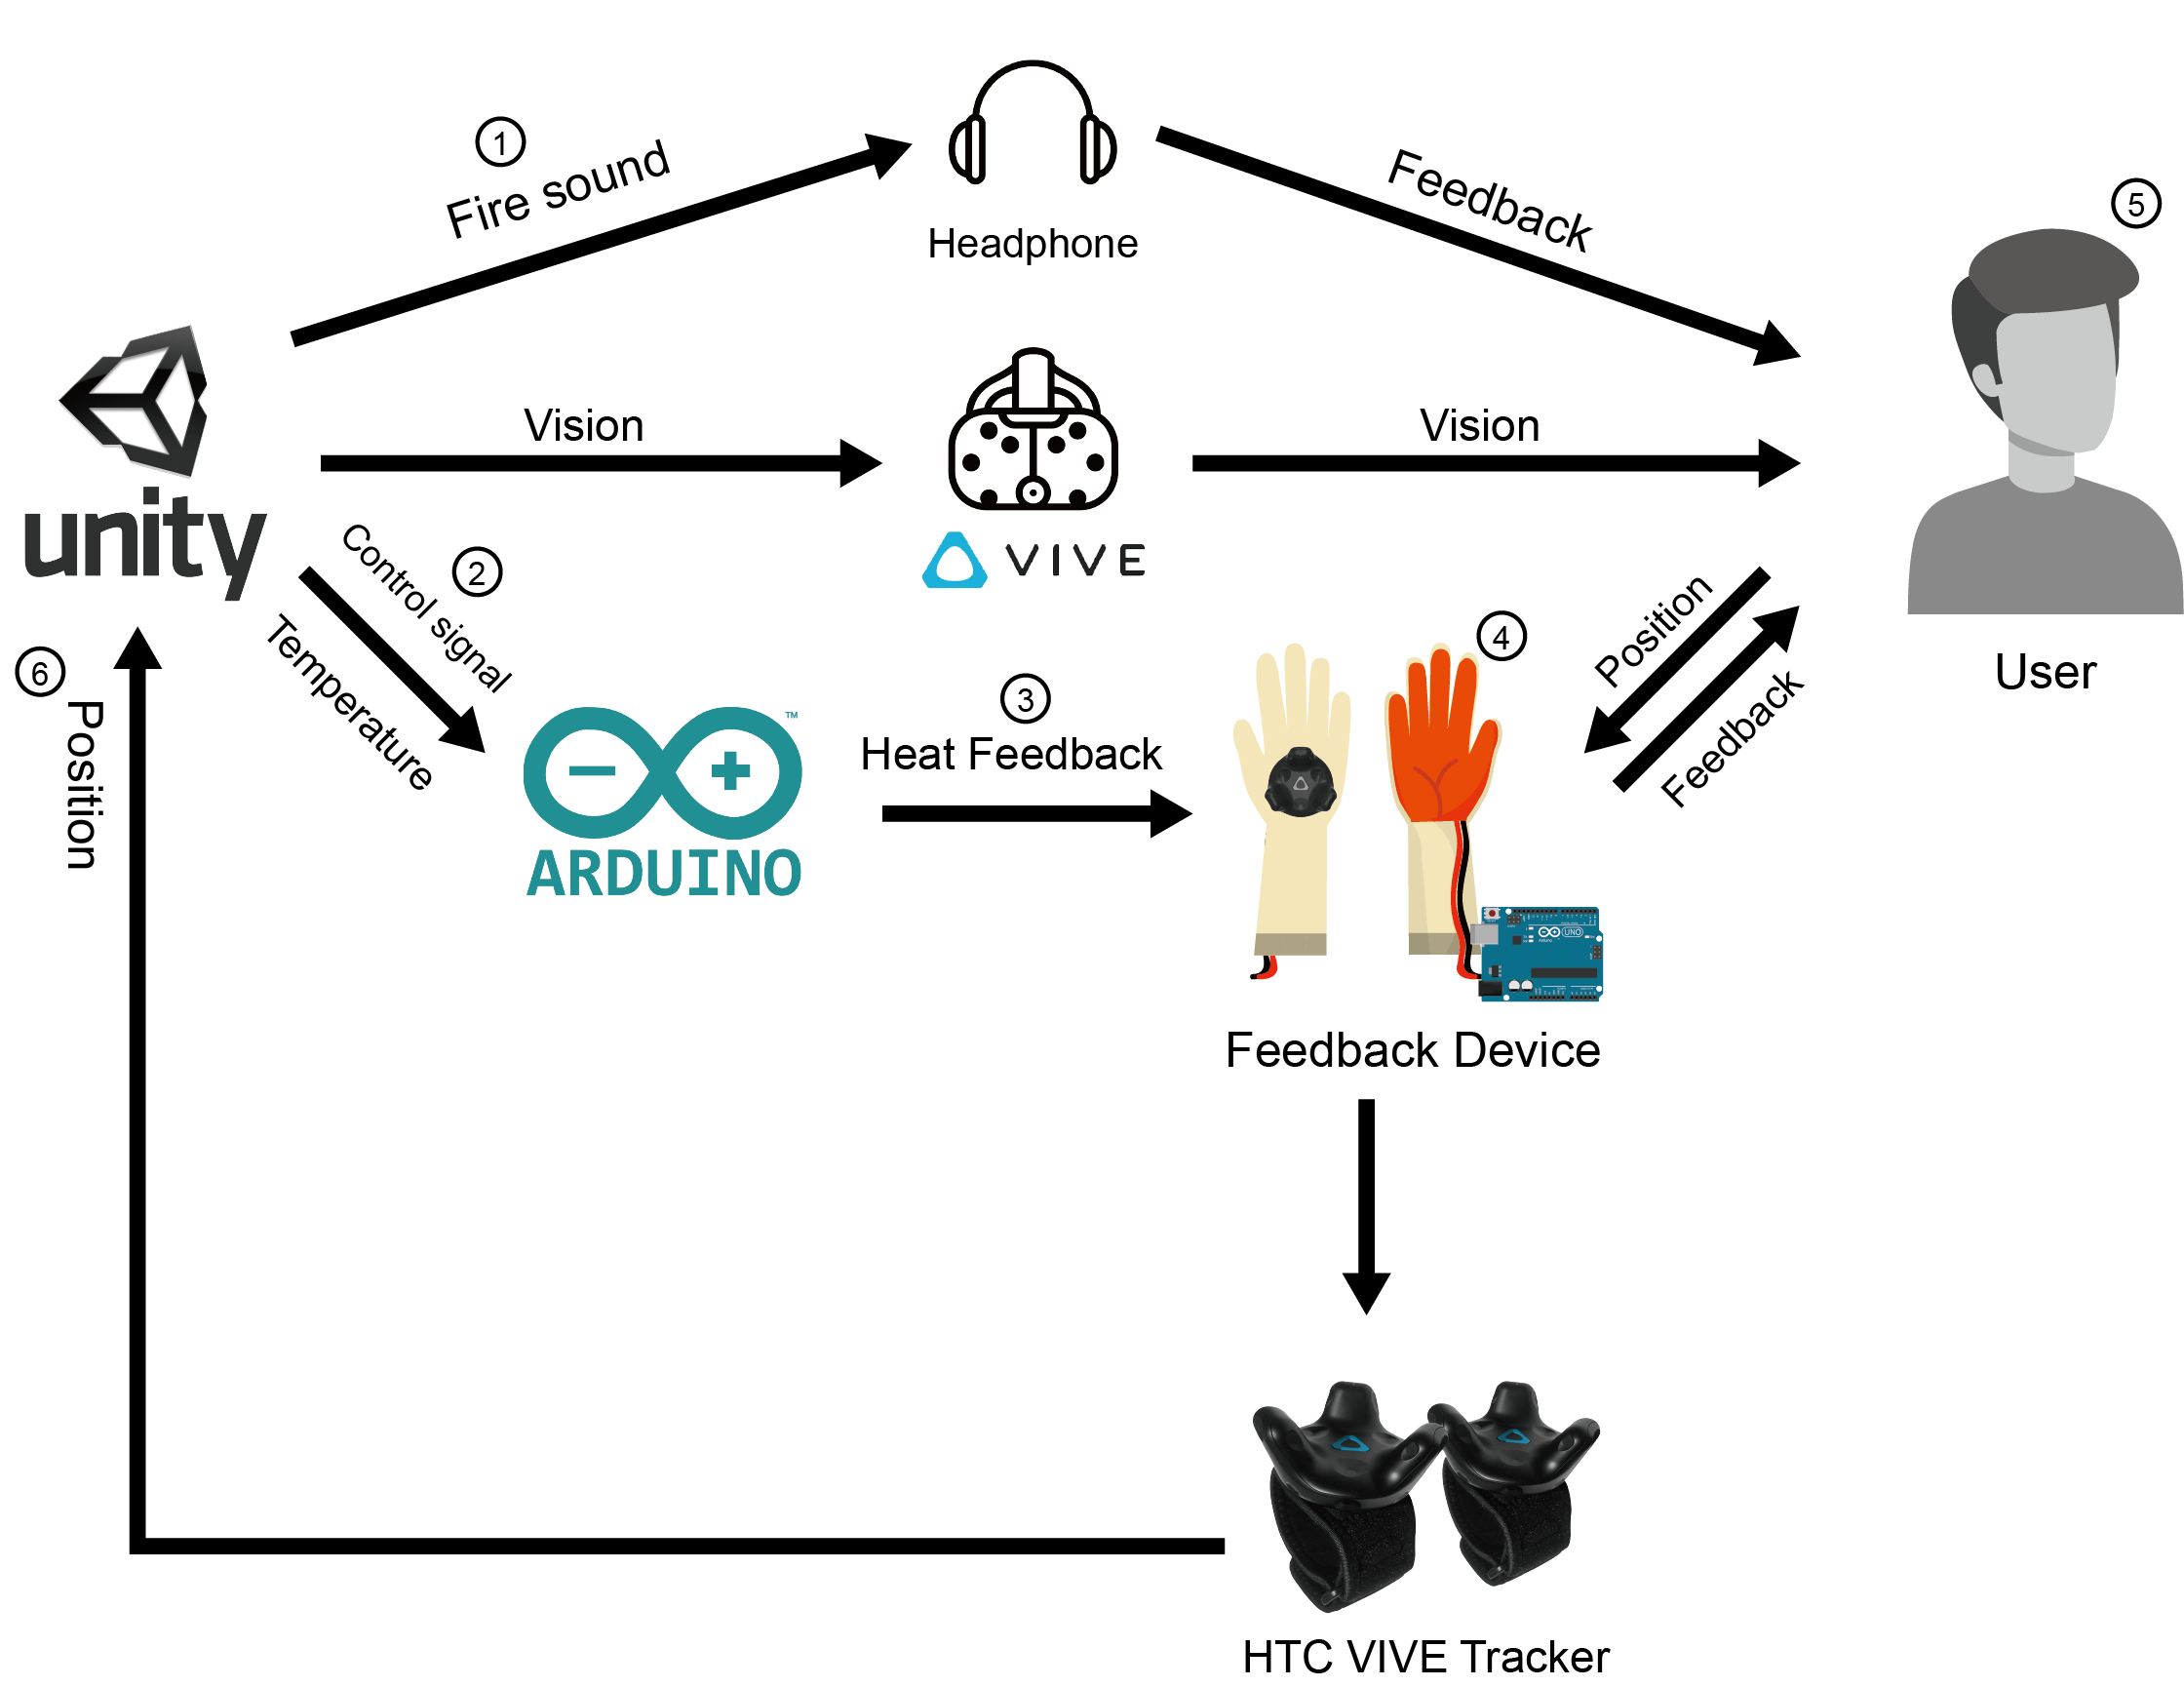 1
Fire sound
Headphone
Feedback
5
Vision
Vision
unity
VIVE
Control signal
2
Temperature
6
Position
3
Heat Feedback
4
Position
Feedback
User
™
ARDUINO
UNO
Feedback Device
HTC VIVE Tracker